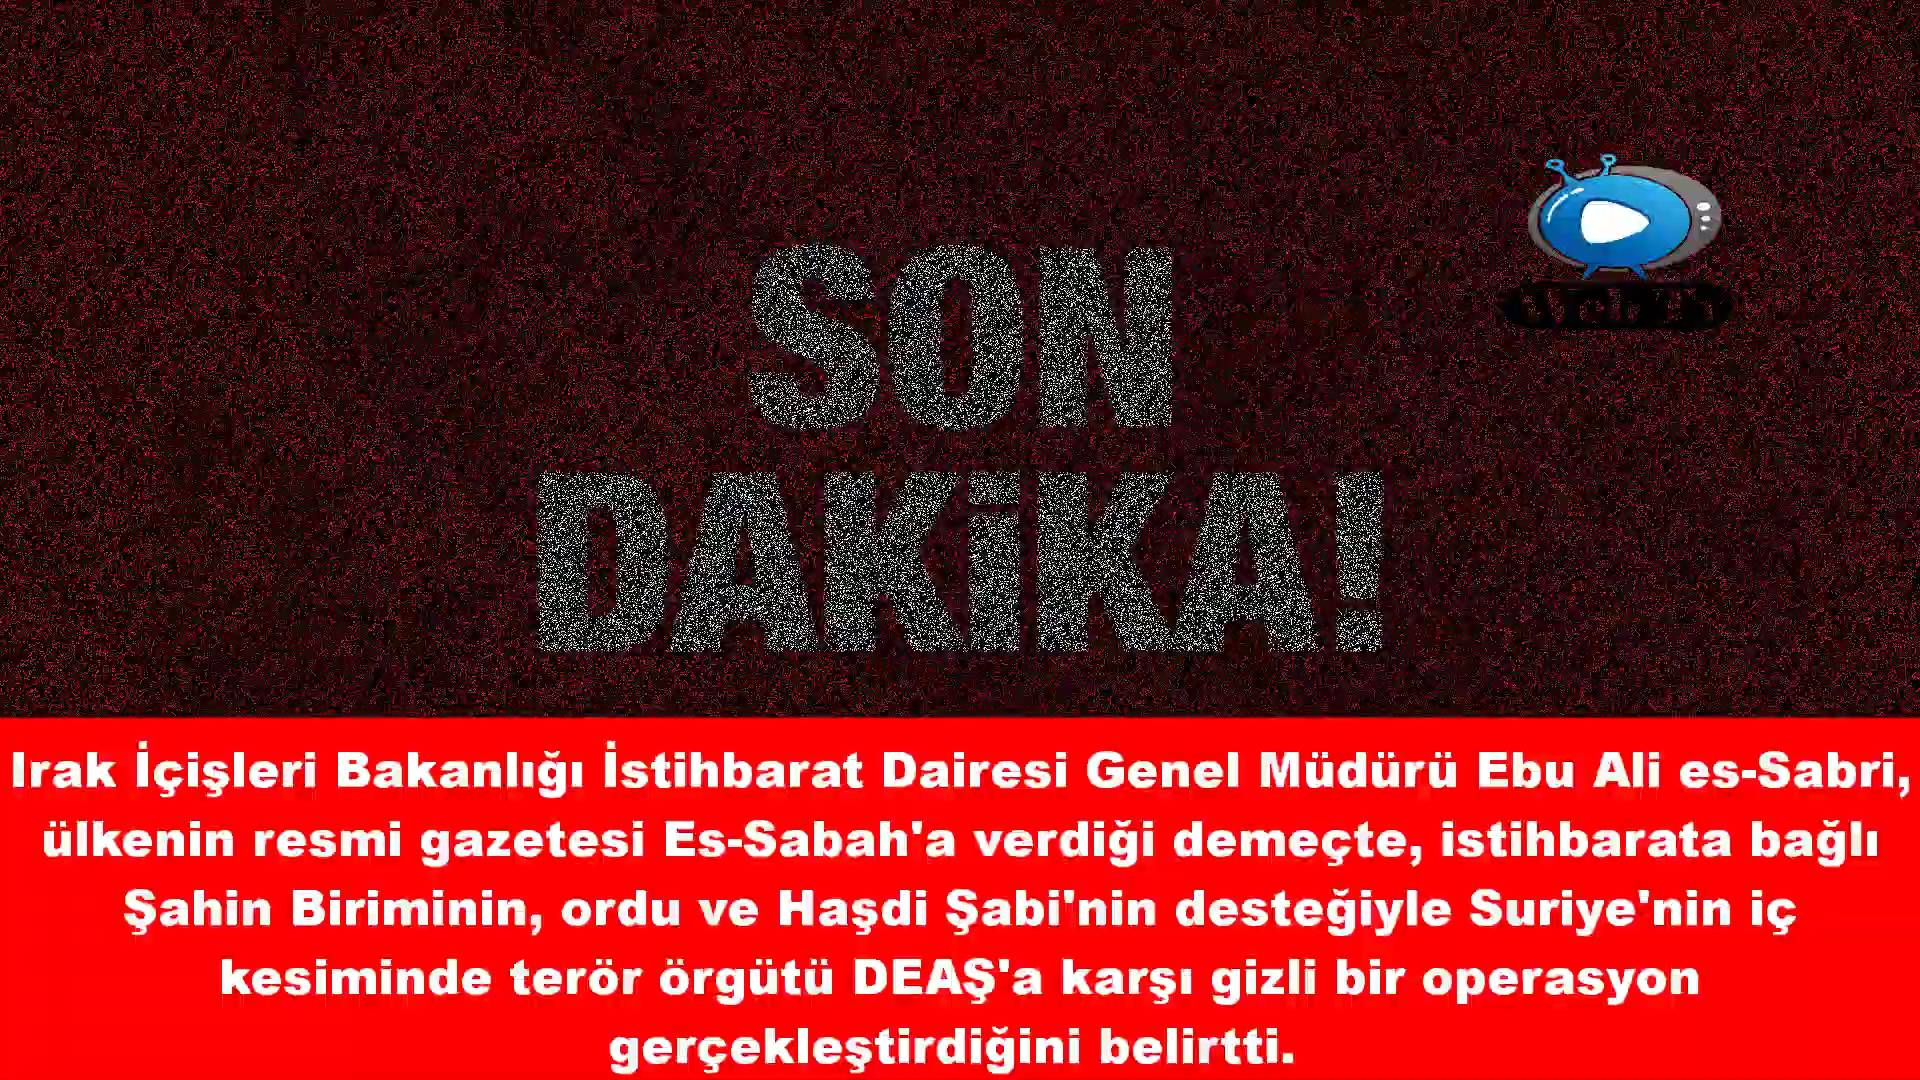 SON
DAKİKA!
Web Tv
Irak İçişleri Bakanlığı İstihbarat Dairesi Genel Müdürü Ebu Ali es-Sabri,
ülkenin resmi gazetesi Es-Sabah'a verdiği demeçte, istihbarata bağlı
Şahin Biriminin, ordu ve Haşdi Şabi'nin desteğiyle Suriye'nin iç
kesiminde terör örgütü DEAŞ'a karşı gizli bir operasyon
gerçekleştirdiğini belirtti.